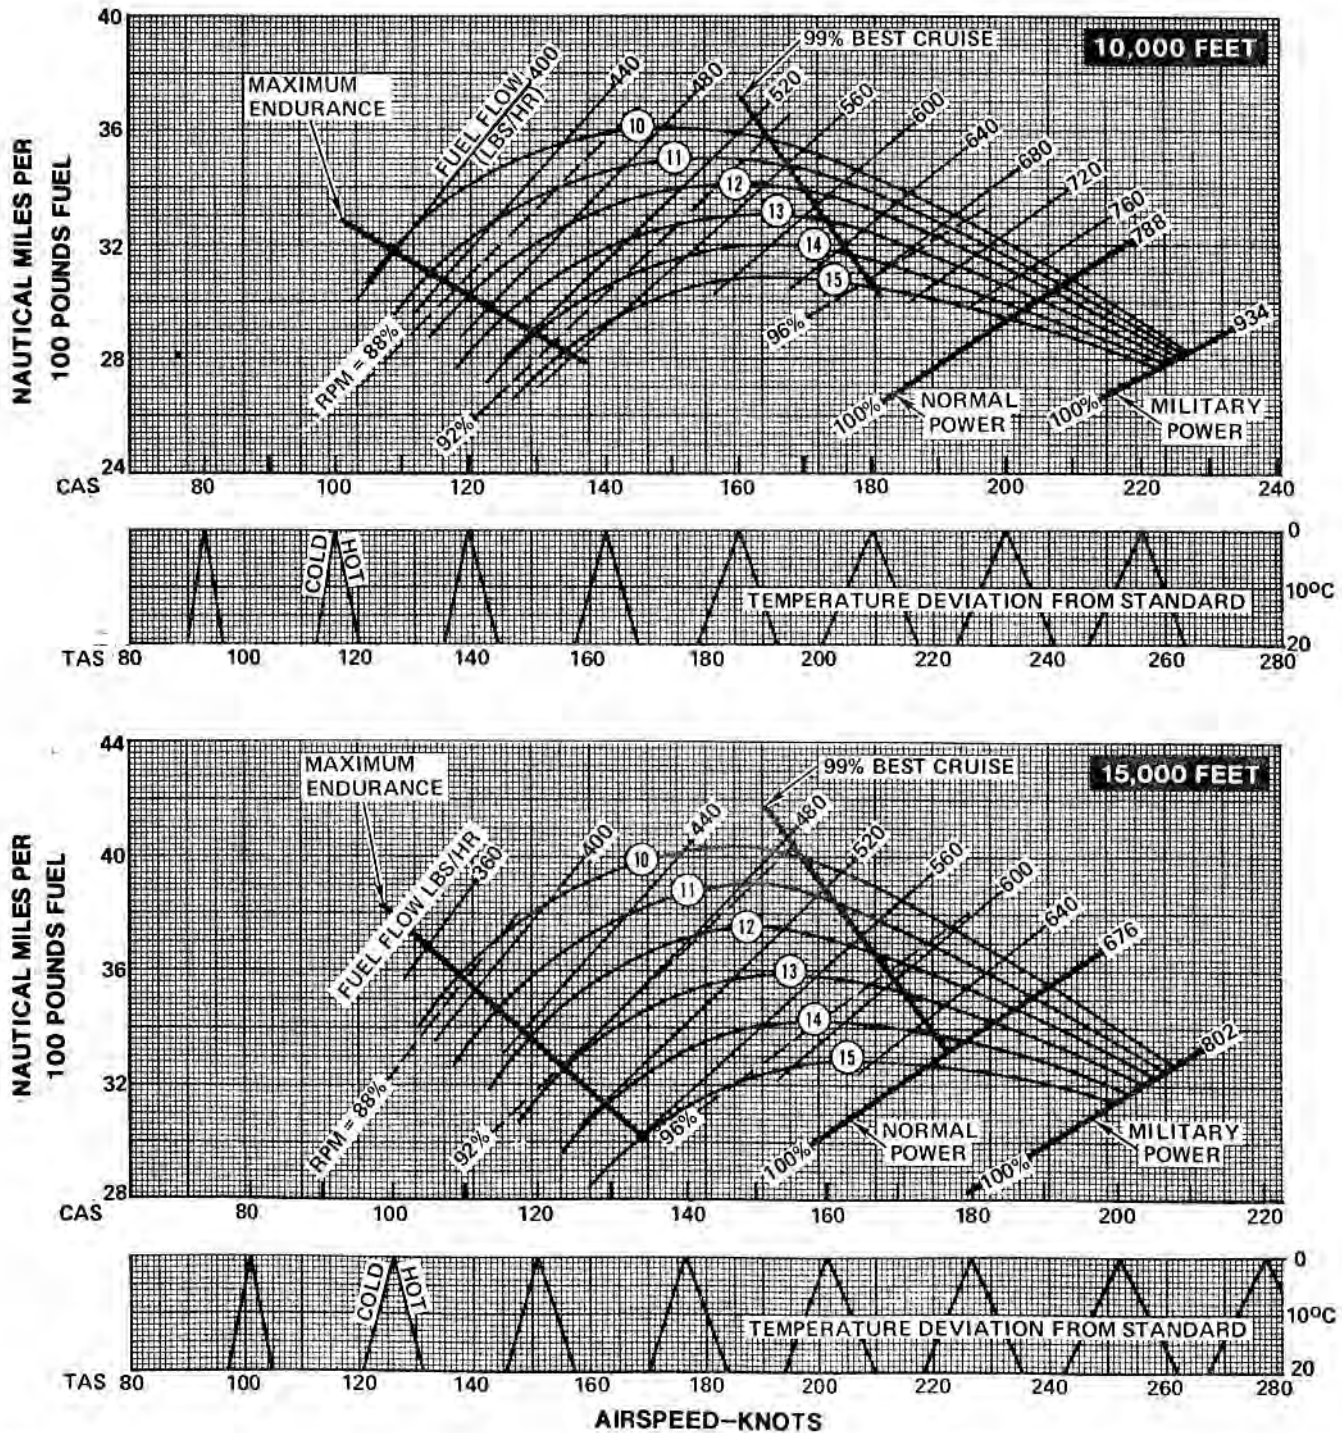 40
36
32
28
24
NAUTICAL MILES PER
100 POUNDS FUEL
10,000 FEET
99% BEST CRUISE
MAXIMUM
ENDURANCE
FUEL FLOW
(LBS/HR)
400
440
480
520
560
600
640
680
720
760
788
934
10
11
12
13
14
15
RPM = 88%
92%
96%
100%
NORMAL
POWER
100%
MILITARY
POWER
CAS 80 100 120 140 160 180 200 220 240
COLD
HOT
TEMPERATURE DEVIATION FROM STANDARD
0
10°C
20
TAS 80 100 120 140 160 180 200 220 240 260 280
44
40
36
32
28
NAUTICAL MILES PER
100 POUNDS FUEL
15,000 FEET
99% BEST CRUISE
MAXIMUM
ENDURANCE
FUEL FLOW LBS/HR
360
400
440
480
520
560
600
640
676
802
10
11
12
13
14
15
RPM = 88%
92%
96%
100%
NORMAL
POWER
100%
MILITARY
POWER
CAS 80 100 120 140 160 180 200 220
COLD
HOT
TEMPERATURE DEVIATION FROM STANDARD
0
10°C
20
TAS 80 100 120 140 160 180 200 220 240 260 280
AIRSPEED—KNOTS